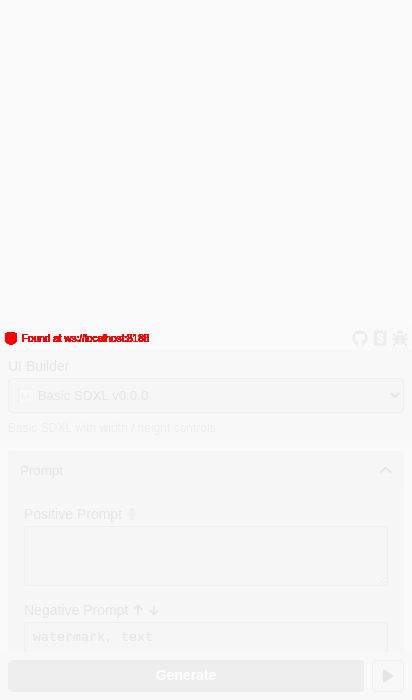 Found at ws://localhost:8188
UI Builder
Basic SDXL v0.0.0
Basic SDXL with width / height controls
Prompt
Positive Prompt
Negative Prompt
watermark, text
Generate